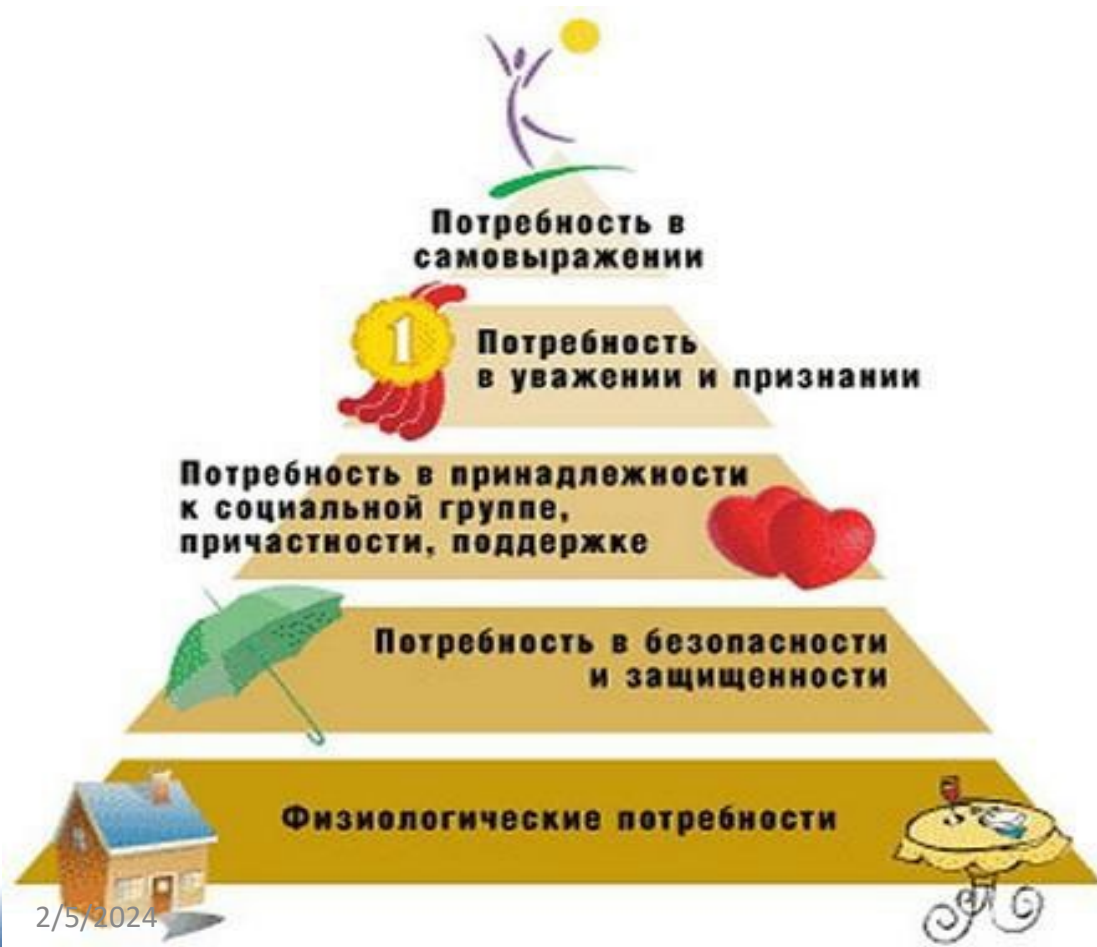 Потребность в
самовыражении
1
Потребность
в уважении и признании
Потребность в принадлежности
к социальной группе,
причастности, поддержке
Потребность в безопасности
и защищенности
Физиологические потребности
2/5/2024